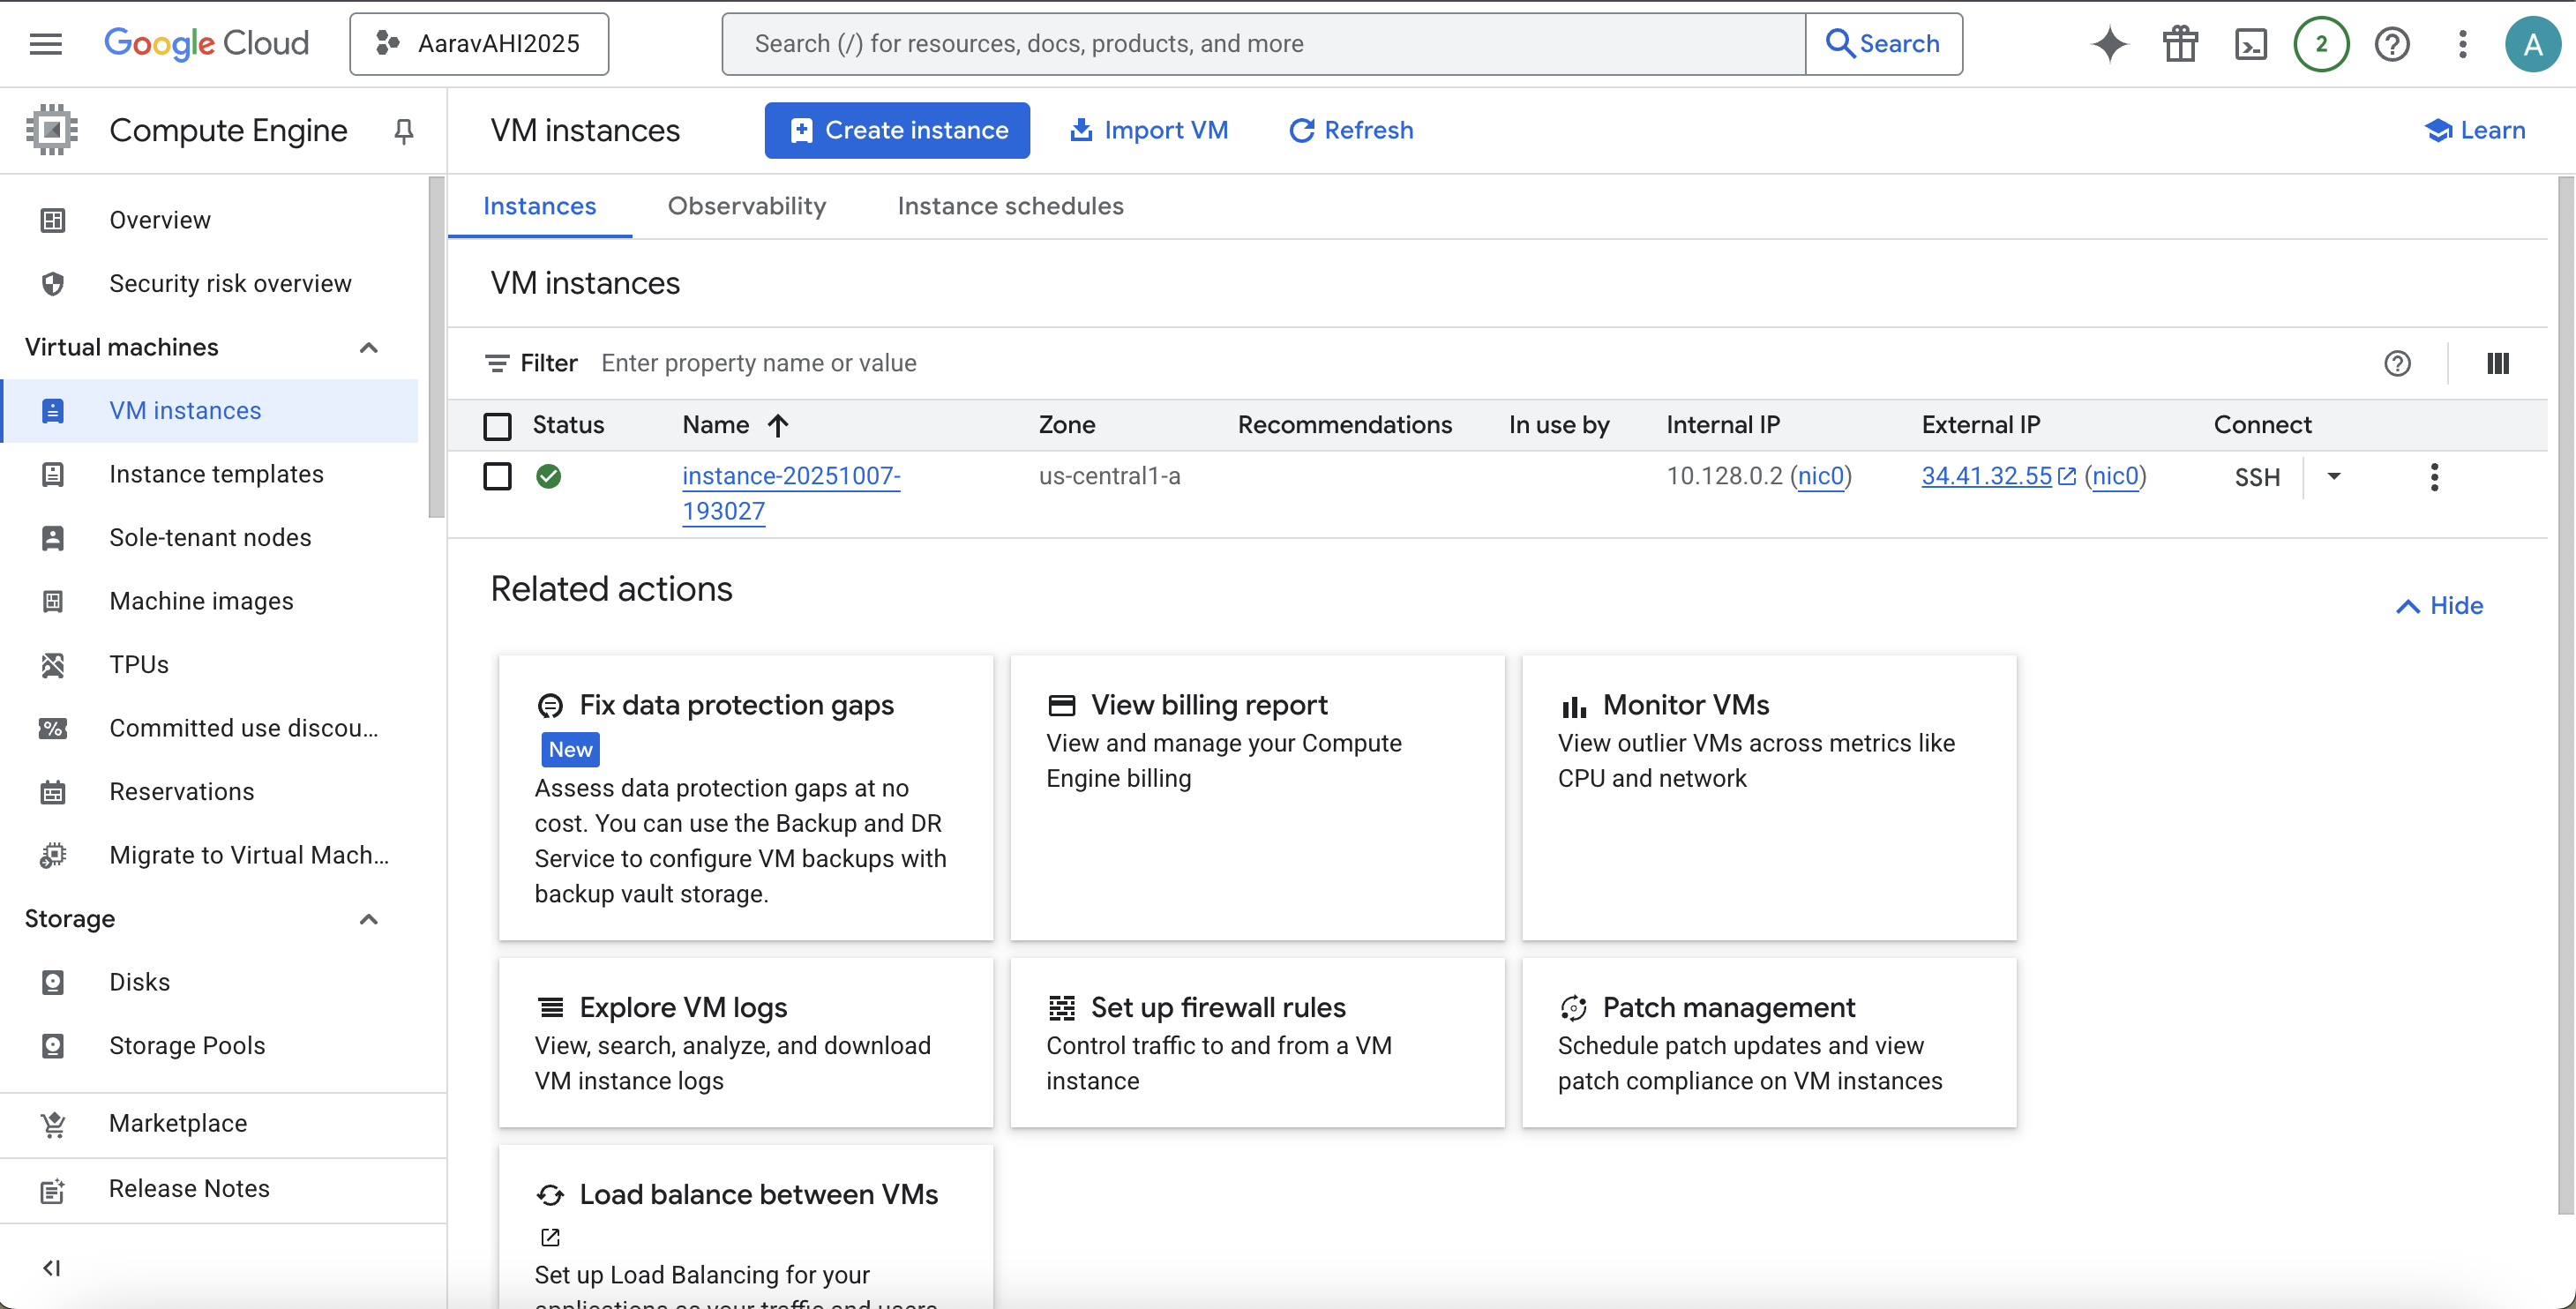 Google Cloud
AaravAHI2025
Search (/) for resources, docs, products, and more
Search
2
A
Compute Engine
VM instances
Create instance
Import VM
Refresh
Learn
Overview
Security risk overview
Virtual machines
VM instances
Instance templates
Sole-tenant nodes
Machine images
TPUs
Committed use discou...
Reservations
Migrate to Virtual Mach...
Storage
Disks
Storage Pools
Marketplace
Release Notes
Instances
Observability
Instance schedules
VM instances
Filter
Enter property name or value
Status
Name
Zone
Recommendations
In use by
Internal IP
External IP
Connect
instance-20251007-
193027
us-central1-a
10.128.0.2 (nic0)
34.41.32.55 (nic0)
SSH
Related actions
Hide
Fix data protection gaps
New
Assess data protection gaps at no
cost. You can use the Backup and DR
Service to configure VM backups with
backup vault storage.
View billing report
View and manage your Compute
Engine billing
Monitor VMs
View outlier VMs across metrics like
CPU and network
Explore VM logs
View, search, analyze, and download
VM instance logs
Set up firewall rules
Control traffic to and from a VM
instance
Patch management
Schedule patch updates and view
patch compliance on VM instances
Load balance between VMs
Set up Load Balancing for your
applications as your traffic and users